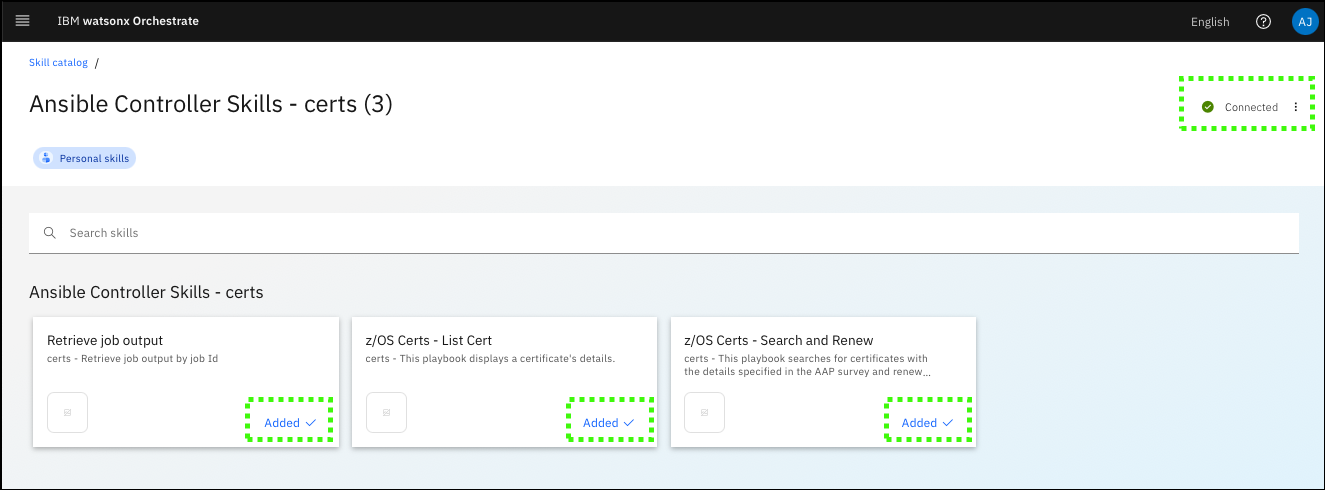 IBM watsonx Orchestrate
English
AJ
Skill catalog /
Ansible Controller Skills - certs (3)
Connected
Personal skills
Search skills
Ansible Controller Skills - certs
Retrieve job output
certs - Retrieve job output by job Id
Added
z/OS Certs - List Cert
certs - This playbook displays a certificate's details.
Added
z/OS Certs - Search and Renew
certs - This playbook searches for certificates with
the details specified in the AAP survey and renew...
Added